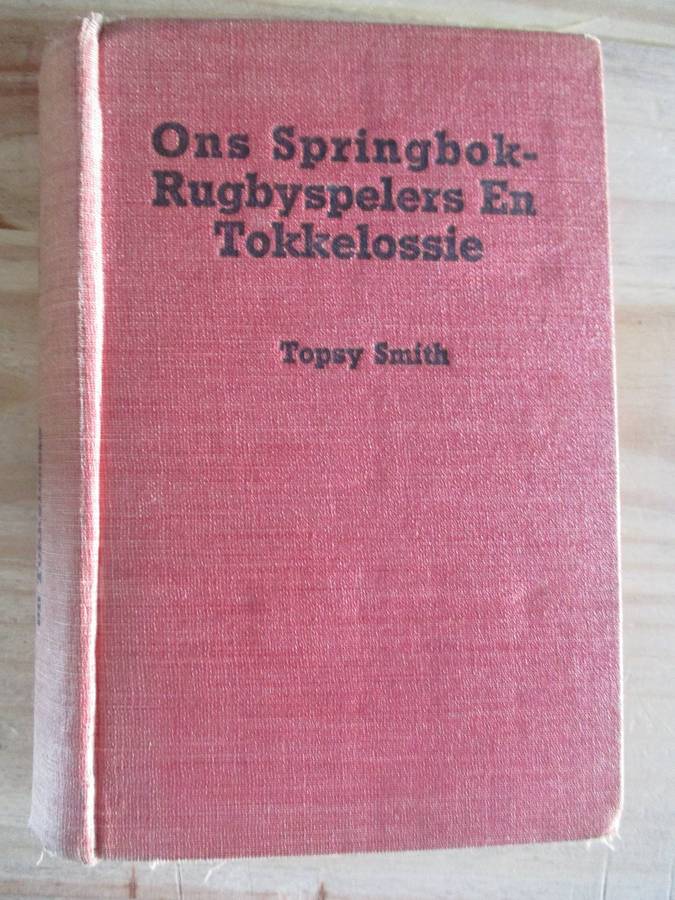 Ons Springbok-
Rugbyspelers En
Tokkelossie
Topsy Smith